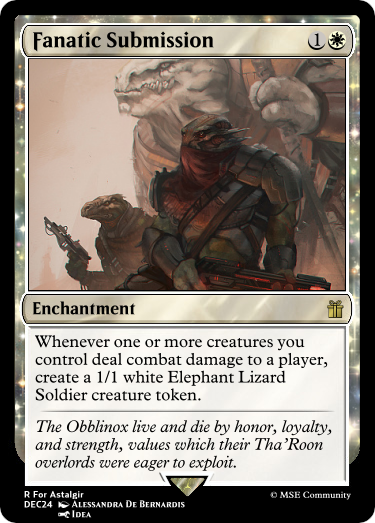 Fanatic Submission 1
Enchantment
Whenever one or more creatures you
control deal combat damage to a player,
create a 1/1 white Elephant Lizard
Soldier creature token.
The Obblinox live and die by honor, loyalty,
and strength, values which their Tha'Roon
overlords were eager to exploit.
R For Astalgir
DEC24 Alessandra De Bernardis
Idea
© MSE Community